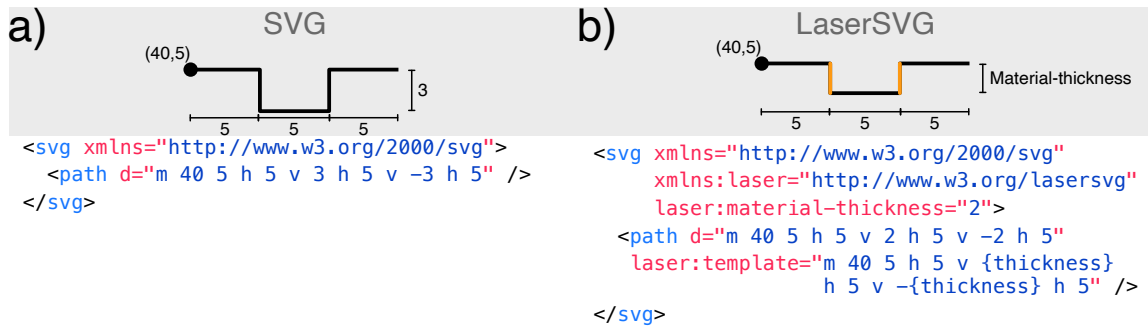 a)
SVG
(40,5)
3
5 5 5
<svg xmlns="http://www.w3.org/2000/svg">
  <path d="m 40 5 h 5 v 3 h 5 v -3 h 5" />
</svg>
b)
LaserSVG
(40,5)
Material-thickness
5 5 5
<svg xmlns="http://www.w3.org/2000/svg"
     xmlns:laser="http://www.w3.org/lasersvg"
     laser:material-thickness="2">
  <path d="m 40 5 h 5 v 2 h 5 v -2 h 5"
   laser:template="m 40 5 h 5 v {thickness}
                   h 5 v -{thickness} h 5" />
</svg>